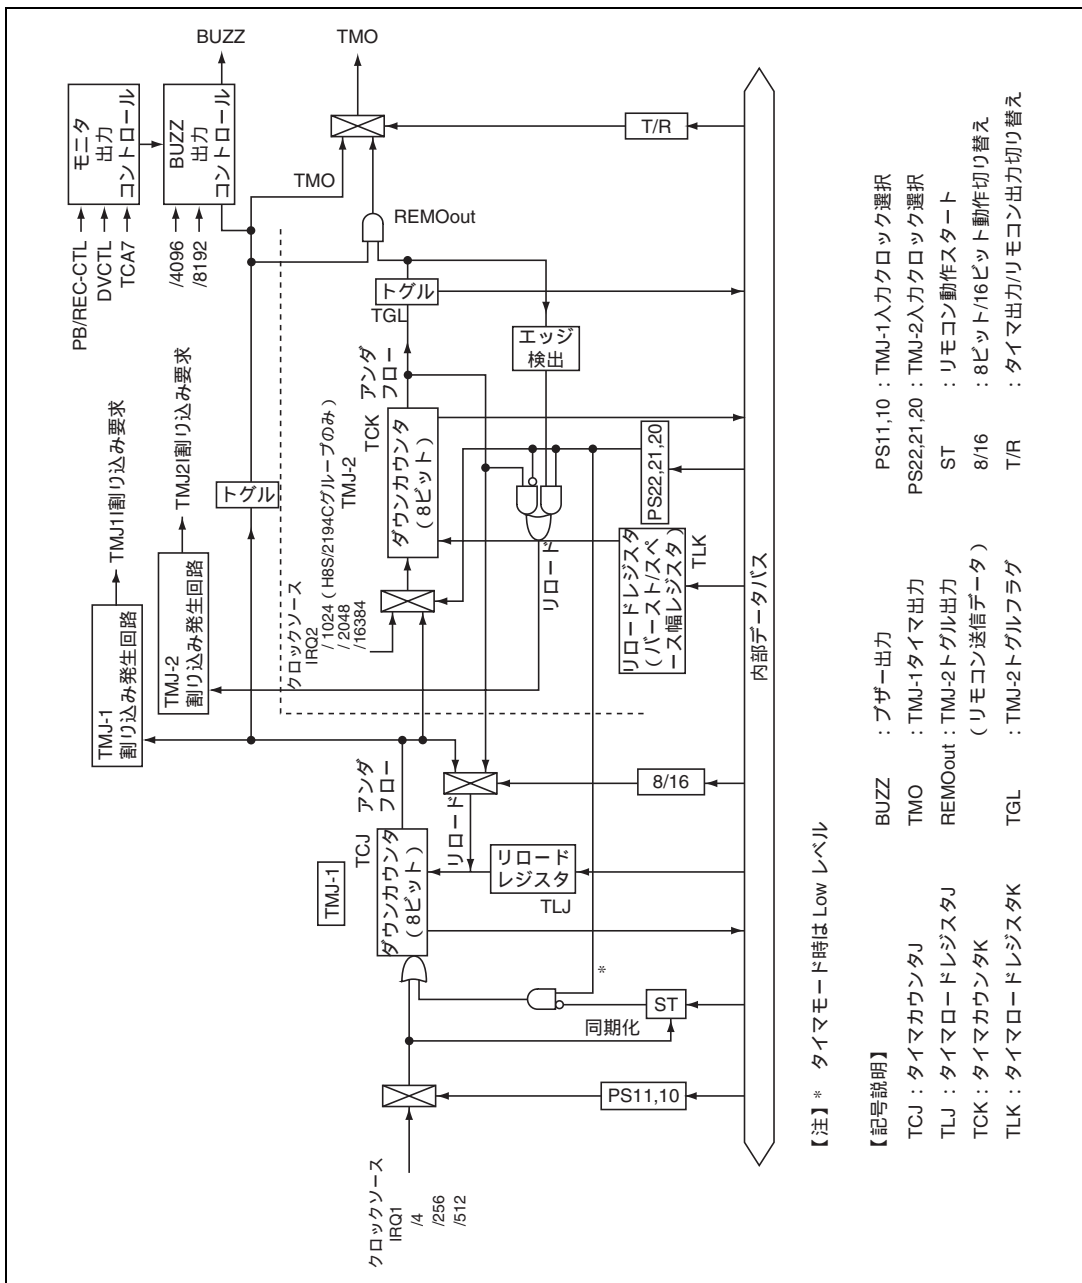 BUZZ
TMO
モニタ
出力
コントロール
BUZZ
出力
コントロール
PB/REC-CTL
DVCTL
TCA7
/4096
/8192
TMO
REMOout
T/R
TMJ1I割り込み要求
TMJ2I割り込み要求
TMJ-1
割り込み発生回路
TMJ-2
割り込み発生回路
トグル
トグル
TGL
エッジ
検出
アンダ
フロー
TCK
ダウンカウンタ
(8ビット)
TMJ-2
クロックソース
IRQ2
/1024(H8S/2194Cグループのみ)
/2048
/16384
PS22,21,20
リロード
リロードレジスタ
(バースト/スペ
ース幅レジスタ)
TLK
内部データバス
TMJ-1
アンダ
フロー
TCJ
ダウンカウンタ
(8ビット)
リロード
8/16
リロード
レジスタ
TLJ
*
ST
同期化
PS11,10
クロックソース
IRQ1
/4
/256
/512
【注】* タイマモード時は Low レベル
【記号説明】
TCJ : タイマカウンタJ
TLJ : タイマロードレジスタJ
TCK : タイマカウンタK
TLK : タイマロードレジスタK
BUZZ : ブザー出力
TMO : TMJ-1タイマ出力
REMOout : TMJ-2トグル出力
(リモコン送信データ)
TGL : TMJ-2トグルフラグ
PS11,10 : TMJ-1入力クロック選択
PS22,21,20 : TMJ-2入力クロック選択
ST : リモコン動作スタート
8/16 : 8ビット/16ビット動作切り替え
T/R : タイマ出力/リモコン出力切り替え